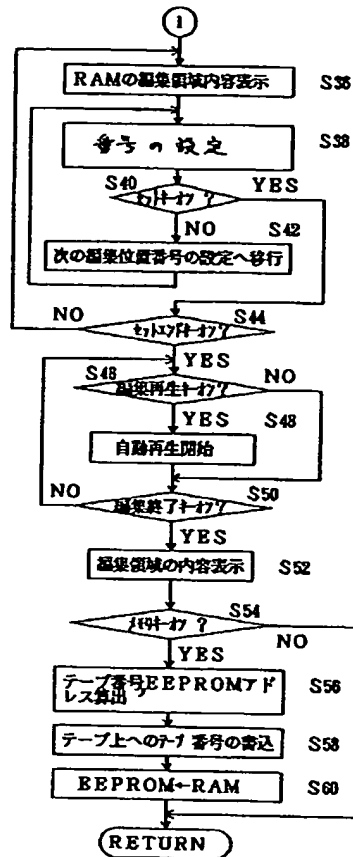 1
RAMの編集領域内容表示 S36
番号の設定 S38
S40
セットキーオン? YES
NO S42
次の編集位置番号の設定へ移行
NO S44
セットエンドキーオン?
YES
S46 NO
編集再生キーオン?
YES S48
自動再生開始
NO S50
編集終了キーオン?
YES
編集領域の内容表示 S52
S54
メモリキーオン? NO
YES
テープ番号EEPROMアド
レス算出 S56
テープ上へのテープ番号の書込 S58
EEPROM←RAM S60
RETURN